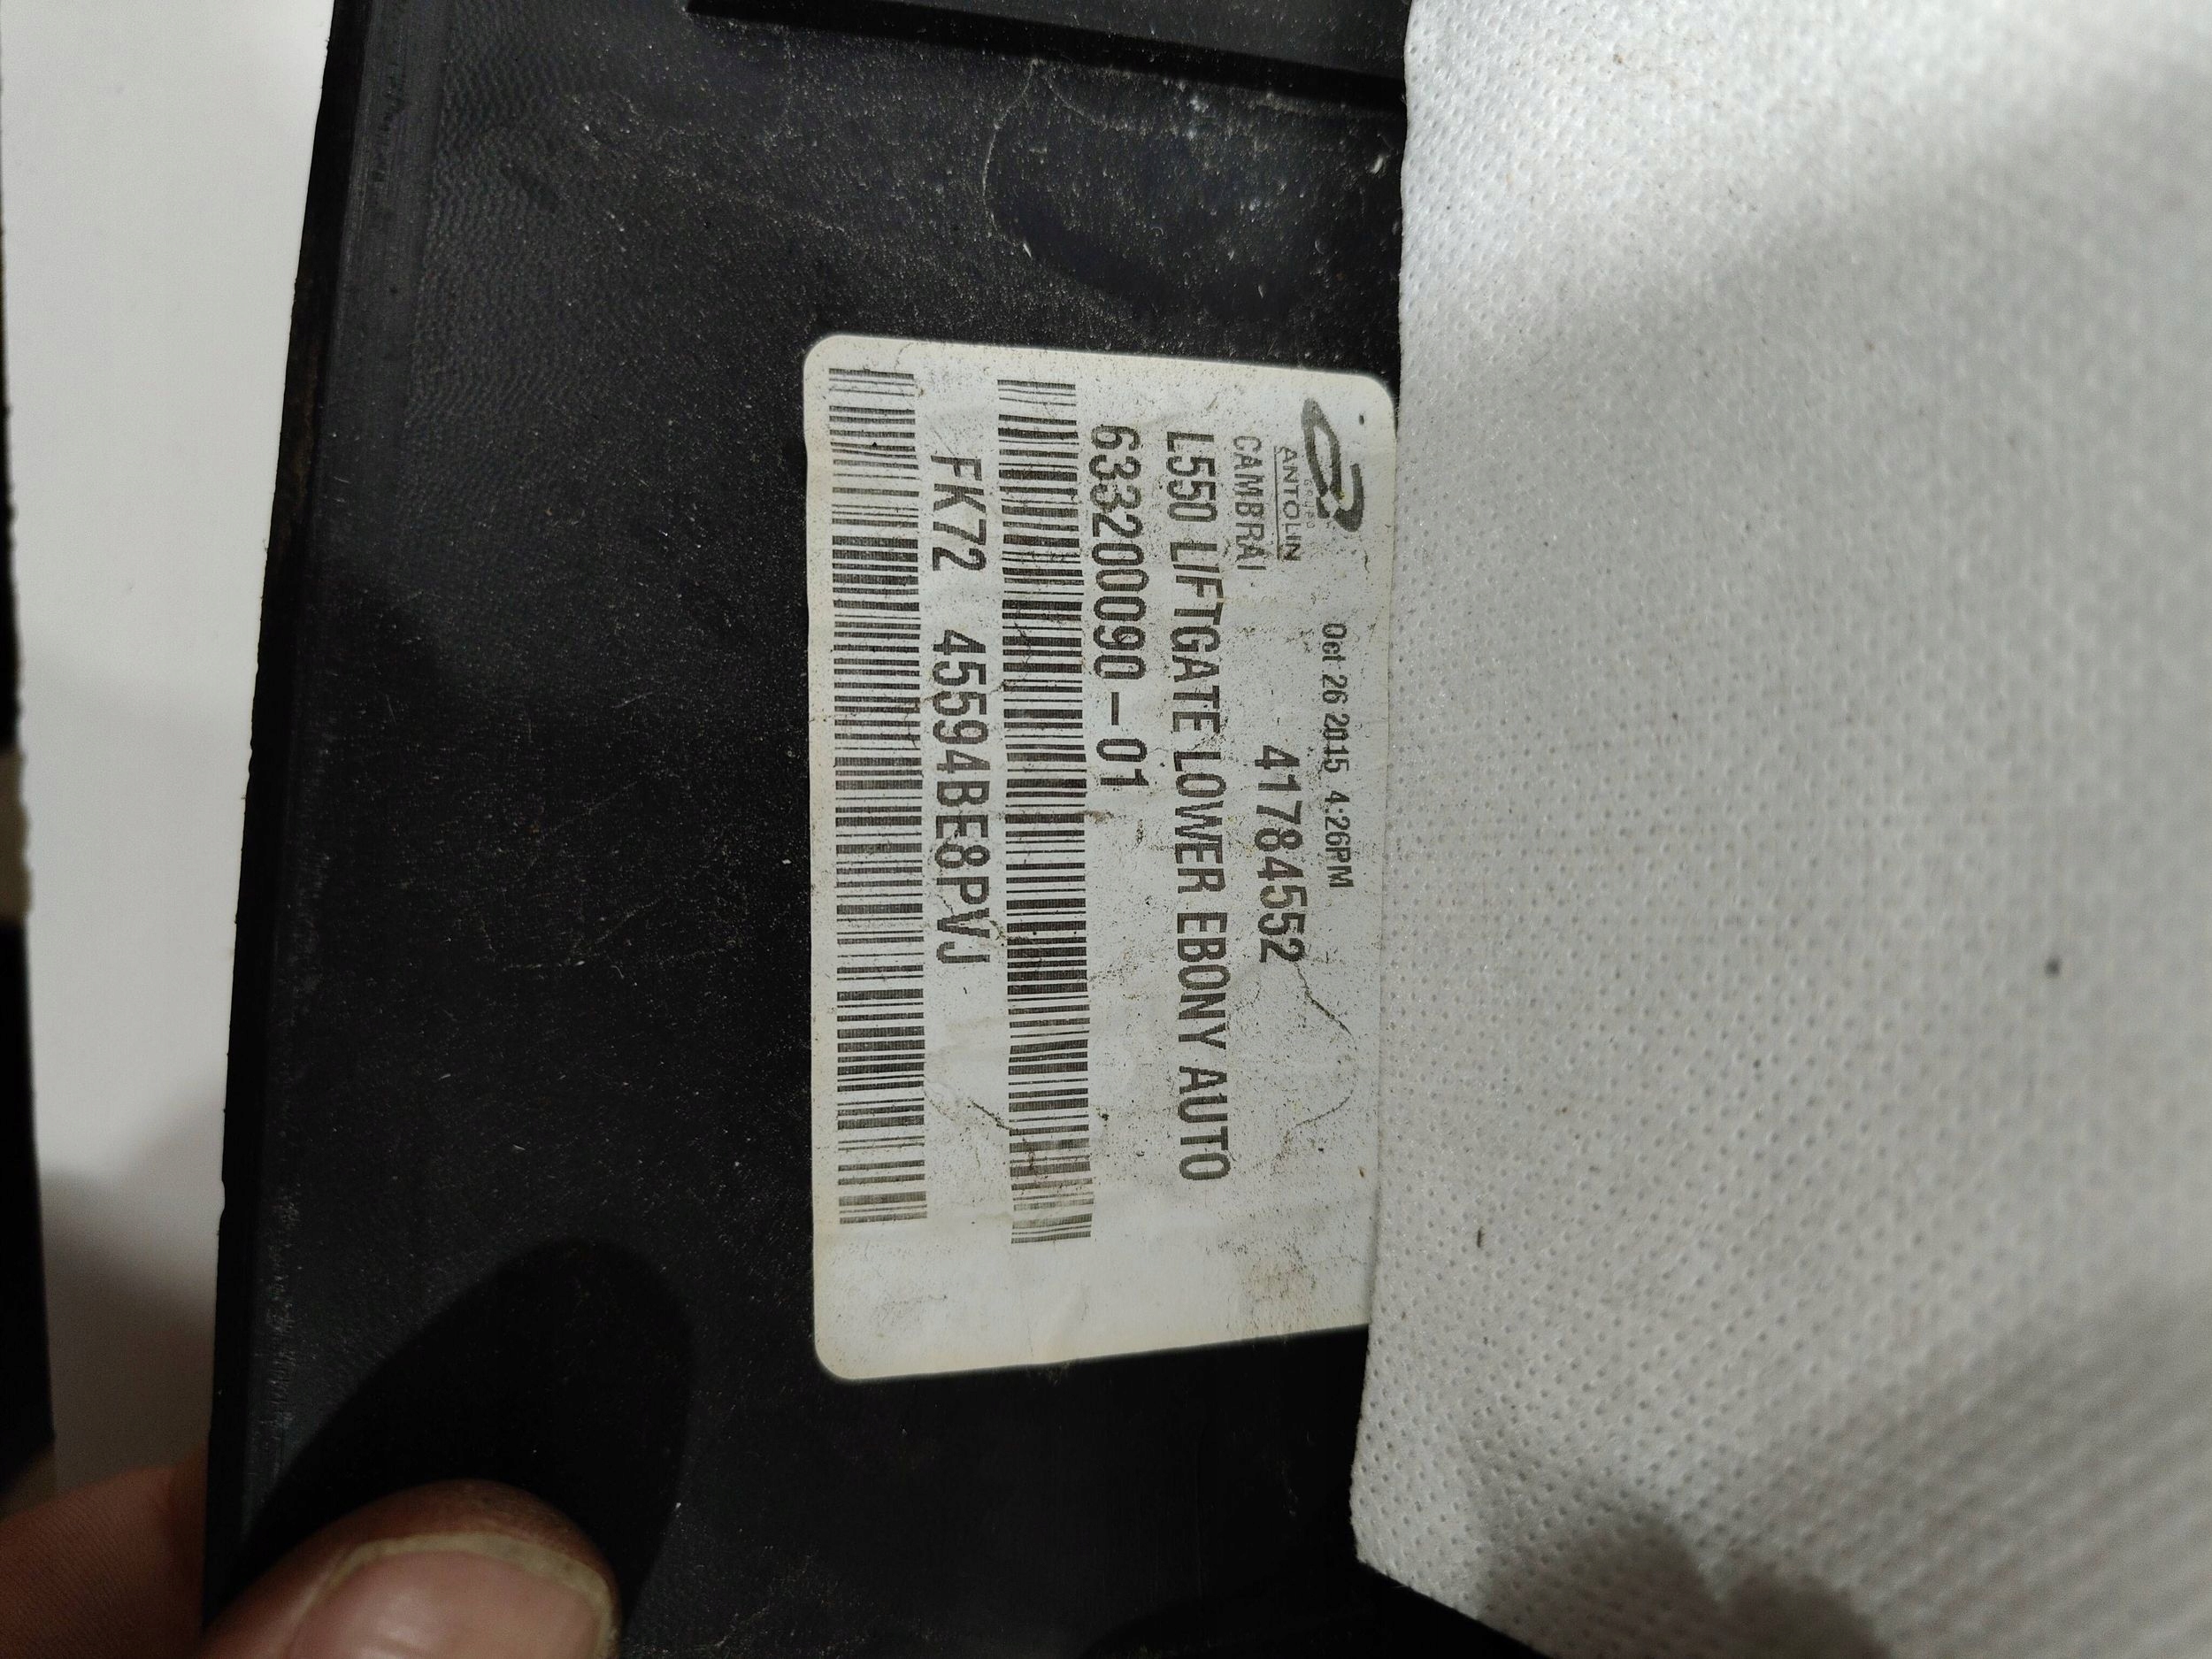 Oct 26 2015 4:26PM
grupo
ANTOLIN
CAMBRAI
41784552
L550 LIFTGATE LOWER EBONY AUTO
633200090-01
FK72 45594BE8PVJ